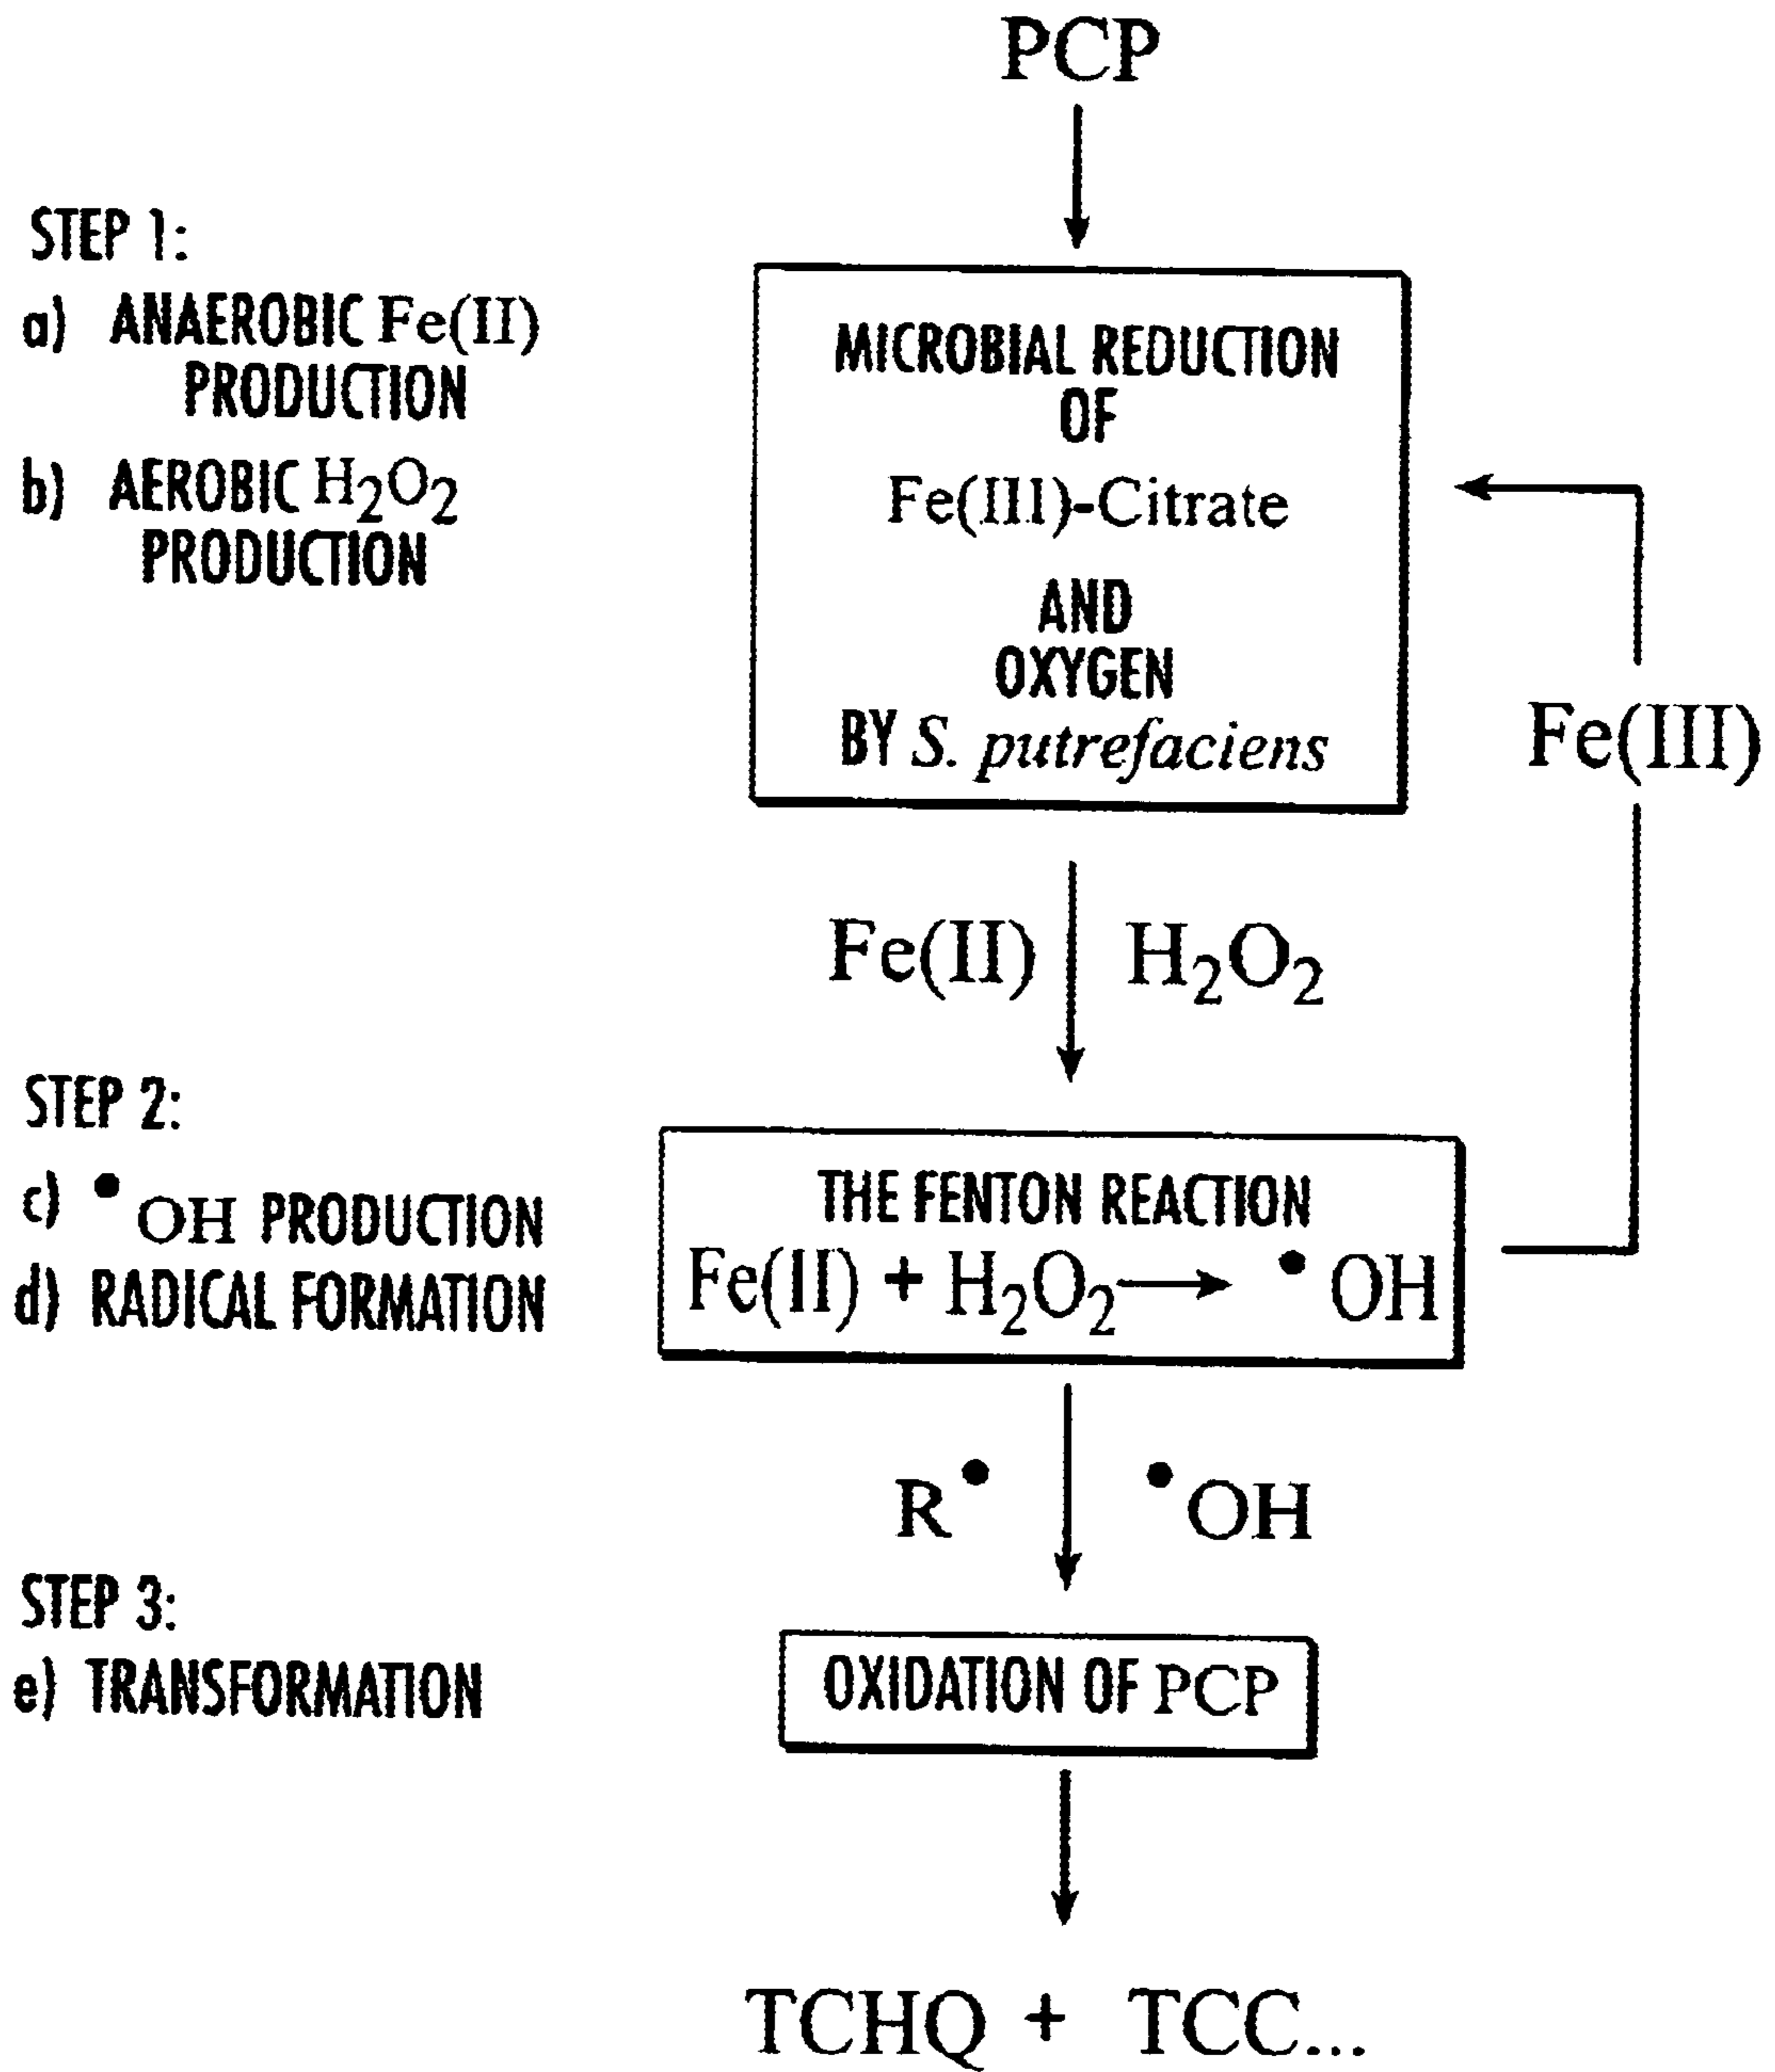 PCP
STEP 1:
a) ANAEROBIC Fe(II)
PRODUCTION
b) AEROBIC H₂O₂
PRODUCTION
MICROBIAL REDUCTION
OF
Fe(III)-Citrate
AND
OXYGEN
BY S. putrefaciens
Fe(III)
Fe(II) H₂O₂
STEP 2:
c) •OH PRODUCTION
d) RADICAL FORMATION
THE FENTON REACTION
Fe(II) + H₂O₂ → •OH
R• •OH
STEP 3:
e) TRANSFORMATION
OXIDATION OF PCP
TCHQ + TCC...